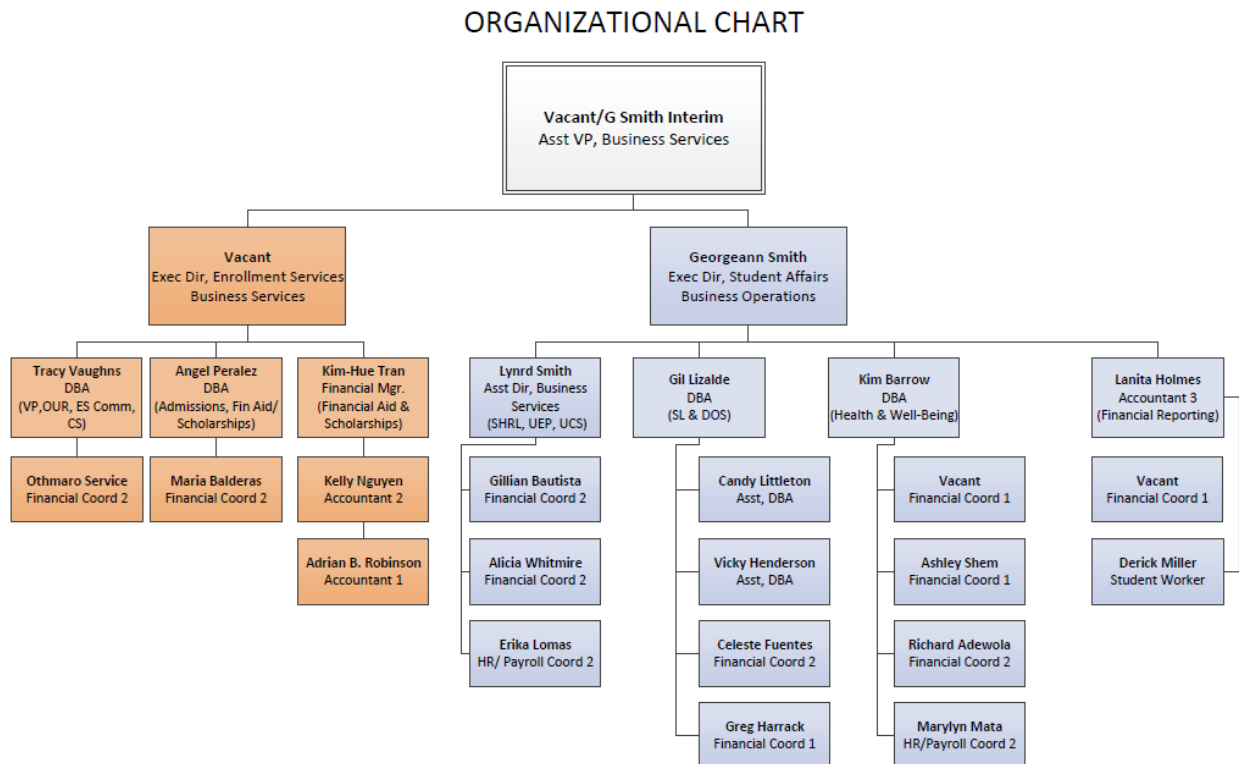 ORGANIZATIONAL CHART
Vacant/G Smith Interim
Asst VP, Business Services
Vacant
Exec Dir, Enrollment Services
Business Services
Georgeann Smith
Exec Dir, Student Affairs
Business Operations
Tracy Vaughns
DBA
(VP,OUR, ES Comm,
CS)
Angel Peralez
DBA
(Admissions, Fin Aid/
Scholarships)
Kim-Hue Tran
Financial Mgr.
(Financial Aid &
Scholarships)
Lynrd Smith
Asst Dir, Business
Services
(SHRL, UEP, UCS)
Gil Lizalde
DBA
(SL & DOS)
Kim Barrow
DBA
(Health & Well-Being)
Lanita Holmes
Accountant 3
(Financial Reporting)
Othmaro Service
Financial Coord 2
Maria Balderas
Financial Coord 2
Kelly Nguyen
Accountant 2
Gillian Bautista
Financial Coord 2
Candy Littleton
Asst, DBA
Vacant
Financial Coord 1
Vacant
Financial Coord 1
Adrian B. Robinson
Accountant 1
Alicia Whitmire
Financial Coord 2
Vicky Henderson
Asst, DBA
Ashley Shem
Financial Coord 1
Derick Miller
Student Worker
Erika Lomas
HR/ Payroll Coord 2
Celeste Fuentes
Financial Coord 2
Richard Adewola
Financial Coord 2
Greg Harrack
Financial Coord 1
Marylyn Mata
HR/Payroll Coord 2